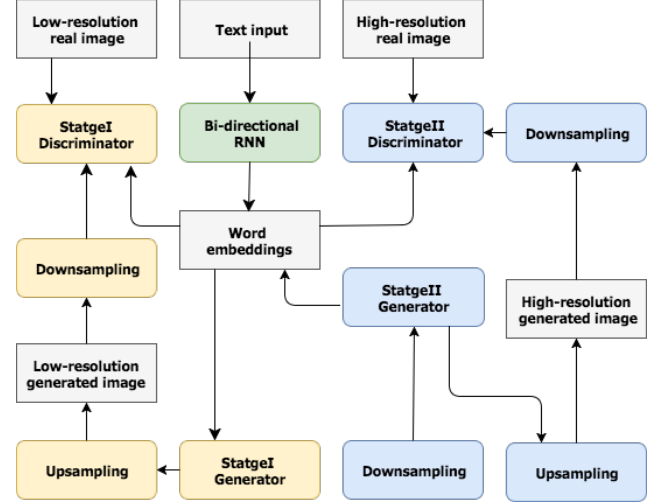 Low-resolution
real image
Text input
High-resolution
real image
StatgeI
Discriminator
Bi-directional
RNN
StatgeII
Discriminator
Downsampling
Word
embeddings
Downsampling
StatgeII
Generator
High-resolution
generated image
Low-resolution
generated image
Upsampling
StatgeI
Generator
Downsampling
Upsampling